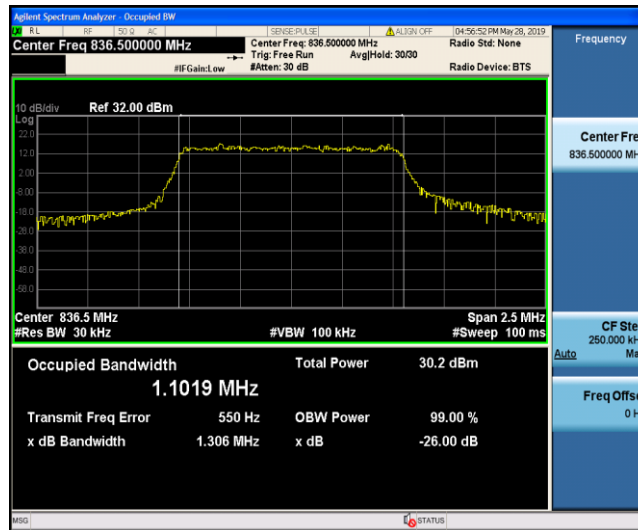 Agilent Spectrum Analyzer - Occupied BW
RL RF 50 Ω AC SENSE:PULSE ALIGN OFF 04:56:52 PM May 28, 2019
Center Freq 836.500000 MHz
Center Freq: 836.500000 MHz
Radio Std: None
Trig: Free Run Avg|Hold: 30/30
#IFGain:Low #Atten: 30 dB Radio Device: BTS
10 dB/div Ref 32.00 dBm
Log
22.0
12.0
2.00
-8.00
-18.0
-28.0
-38.0
-48.0
-58.0
Center 836.5 MHz Span 2.5 MHz
#Res BW 30 kHz #VBW 100 kHz #Sweep 100 ms
Occupied Bandwidth Total Power 30.2 dBm
1.1019 MHz
Transmit Freq Error 550 Hz OBW Power 99.00 %
x dB Bandwidth 1.306 MHz x dB -26.00 dB
MSG STATUS
Frequency
Center Fre
836.500000 MH
CF Ste
250.000 kH
Auto Ma
Freq Offse
0 H